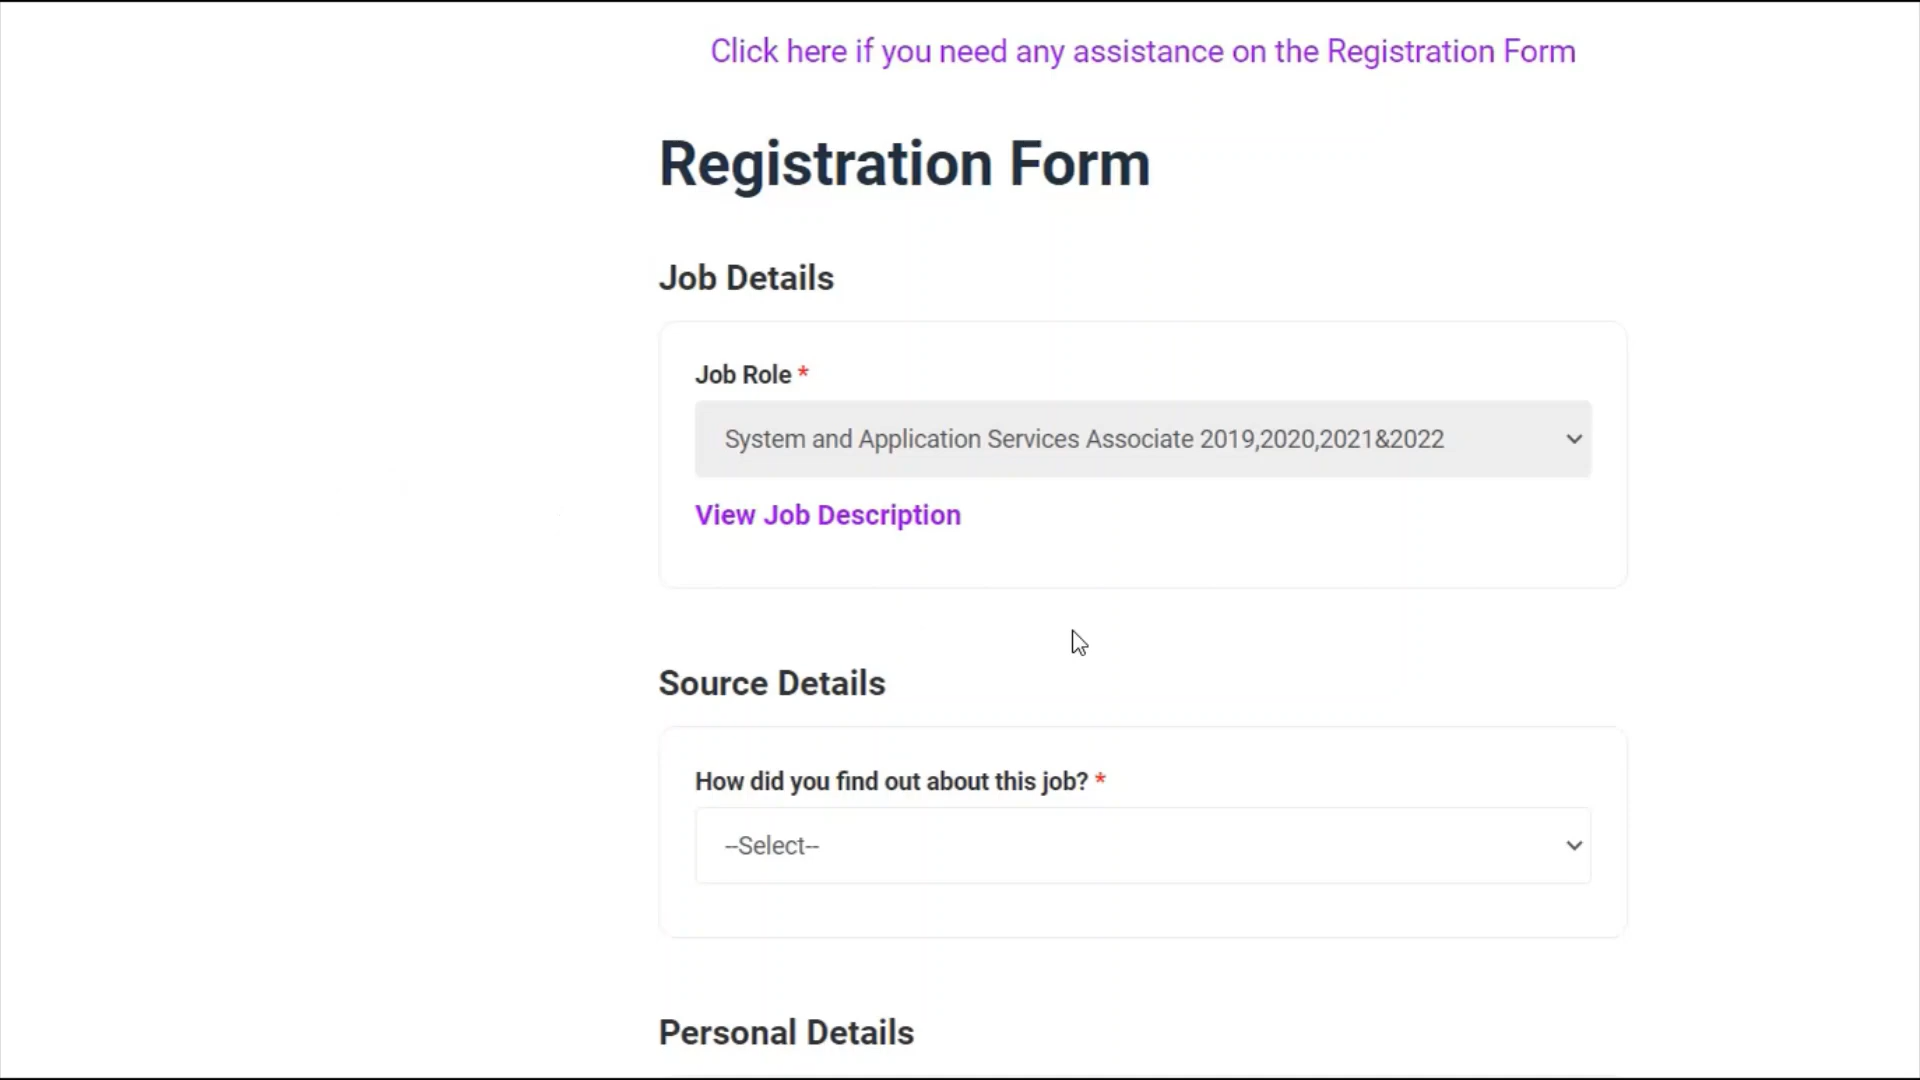 Click here if you need any assistance on the Registration Form
Registration Form
Job Details
Job Role *
System and Application Services Associate 2019,2020,2021&2022
View Job Description
Source Details
How did you find out about this job? *
--Select--
Personal Details